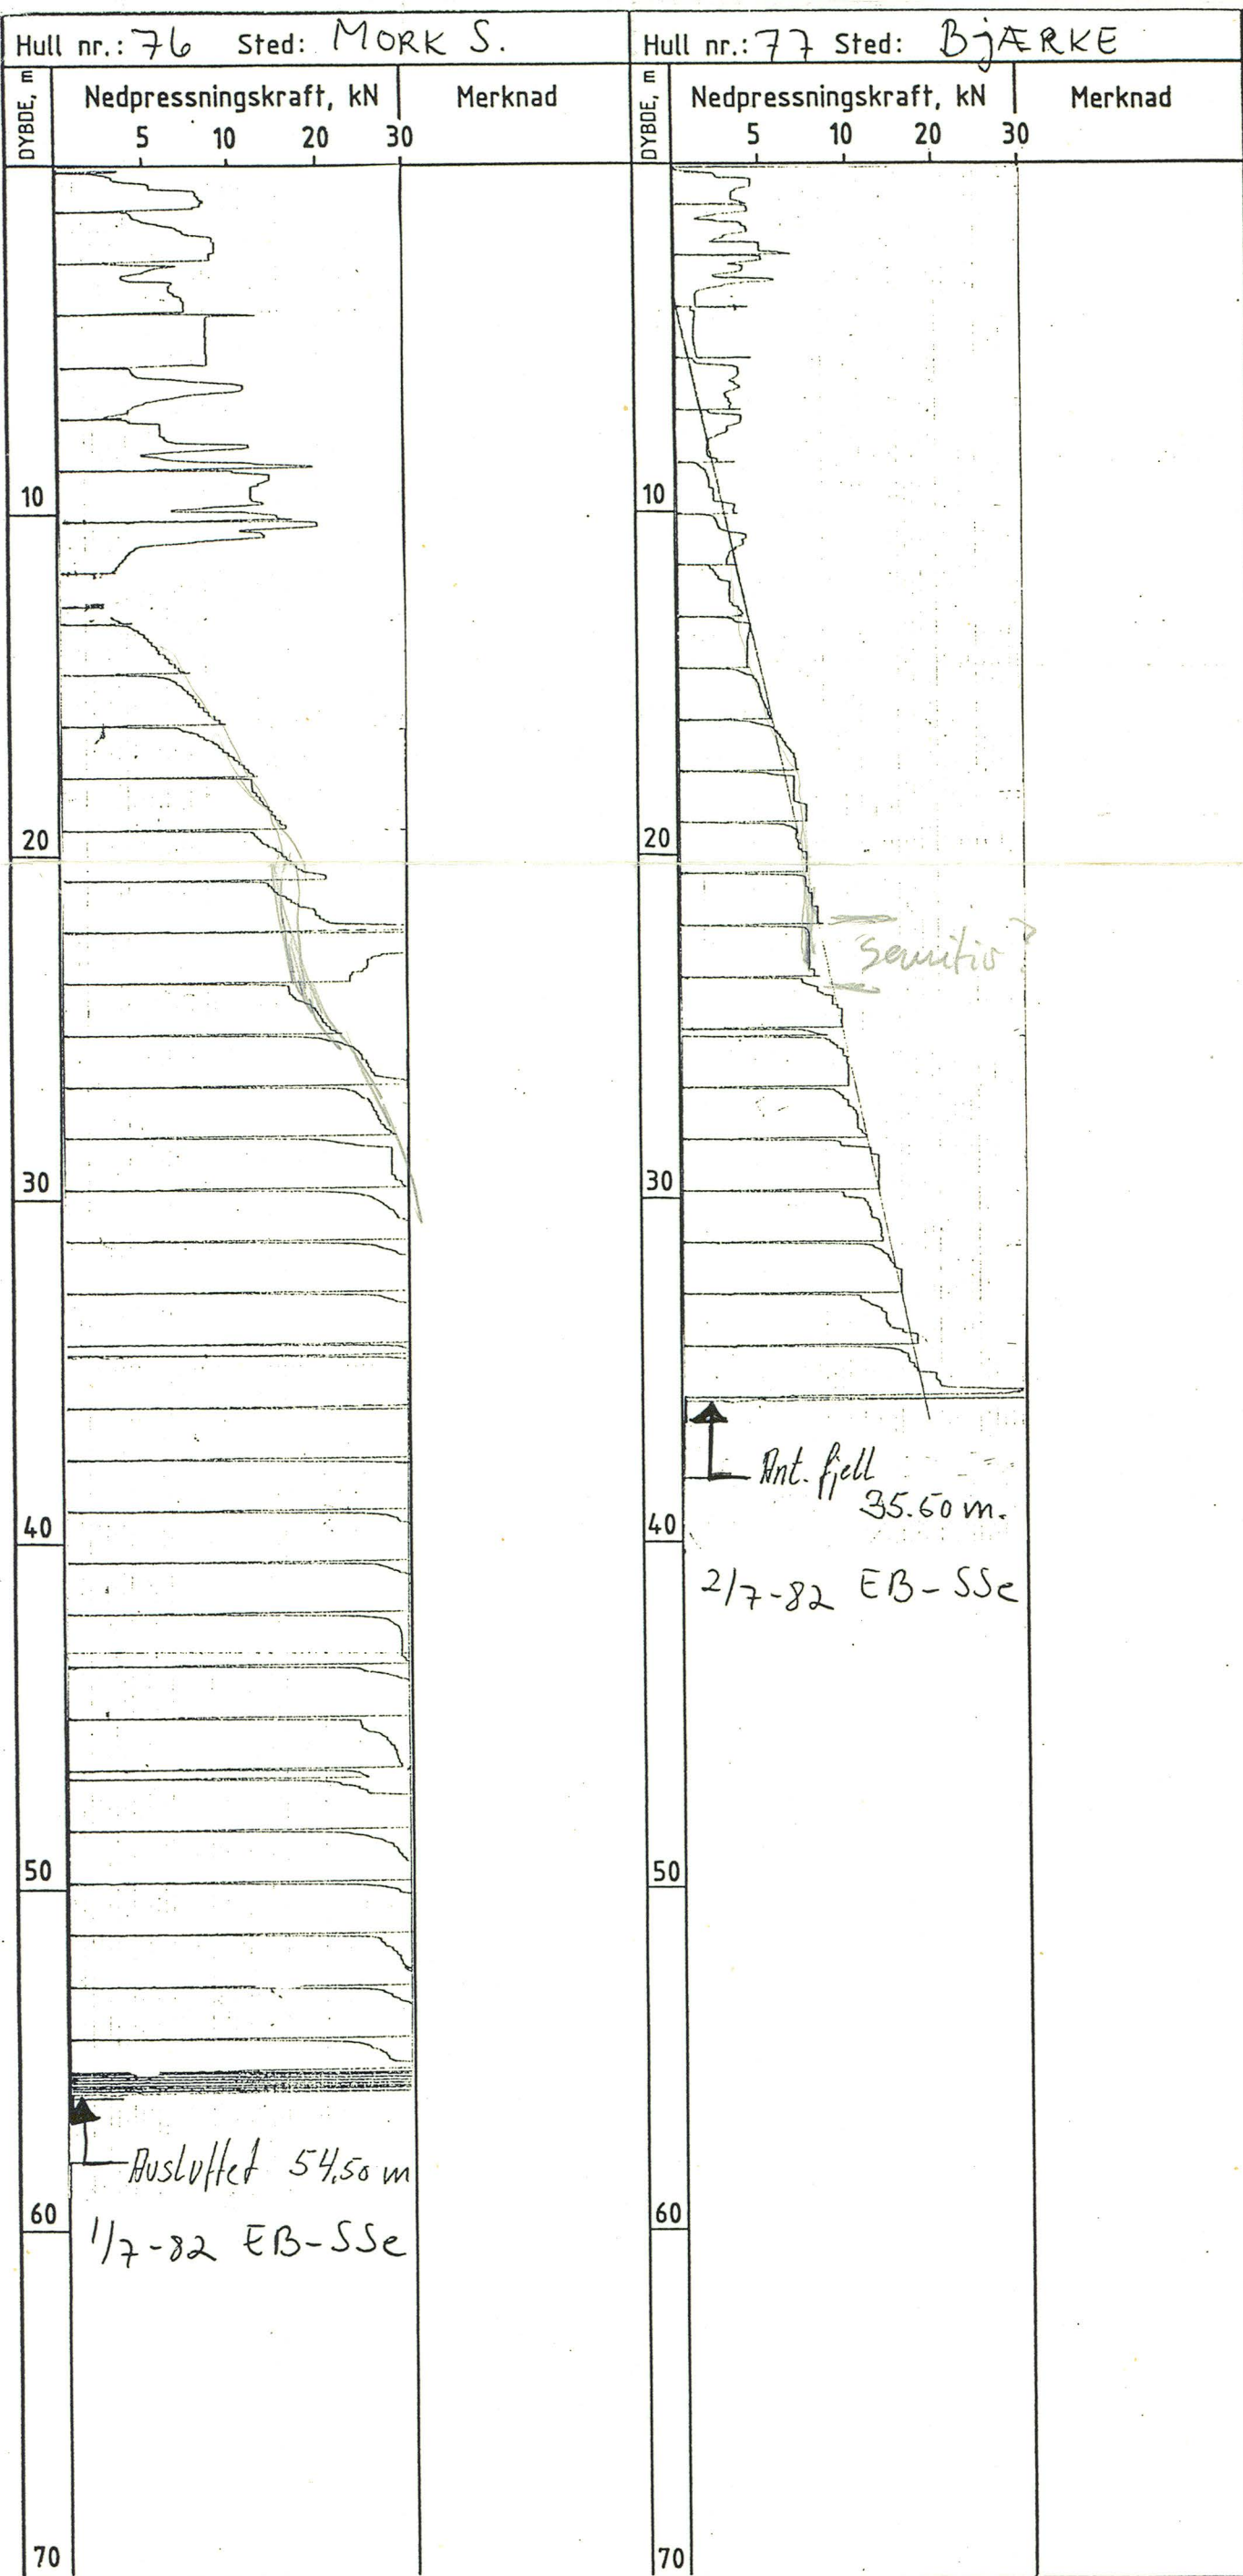 Hull nr.: 76 Sted: MORK S.
DYBDE, m
Nedpressningskraft, kN
Merknad
5 10 20 30
10
20
30
40
50
Avsluttet 54,50 m
60
1/7-82 EB-SSe
70
Hull nr.: 77 Sted: BjÆRKE
DYBDE, m
Nedpressningskraft, kN
Merknad
5 10 20 30
10
20
sensitiv?
30
Ant. fjell
35.60 m.
40
2/7-82 EB-SSe
50
60
70